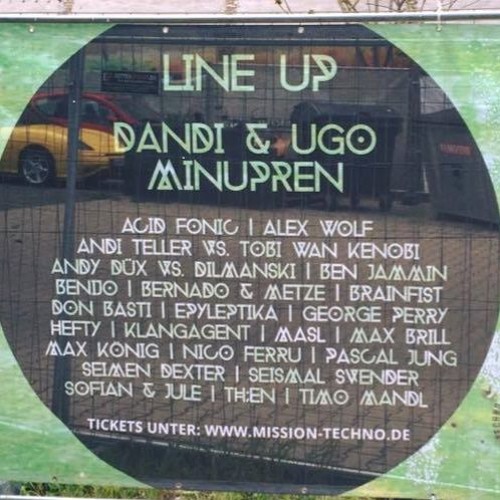 LINE UP
DANDI & UGO
MINUPREN
ACID FONIC | ALEX WOLF
ANDI TELLER VS. TOBI WAN KENOBI
ANDY DÜX VS. DILMANSKI | BEN JAMMIN
BENDO | BERNADO & METZE | BRAINFIST
DON BASTI | EPYLEPTIKA | GEORGE PERRY
HEFTY | KLANGAGENT | MASL | MAX BRILL
MAX KÖNIG | NICO FERRU | PASCAL JUNG
SEIMEN DEXTER | SEISMAL SVENDER
SOFIAN & JULE | TH:EN | TIMO MANDL
TICKETS UNTER: WWW.MISSION-TECHNO.DE